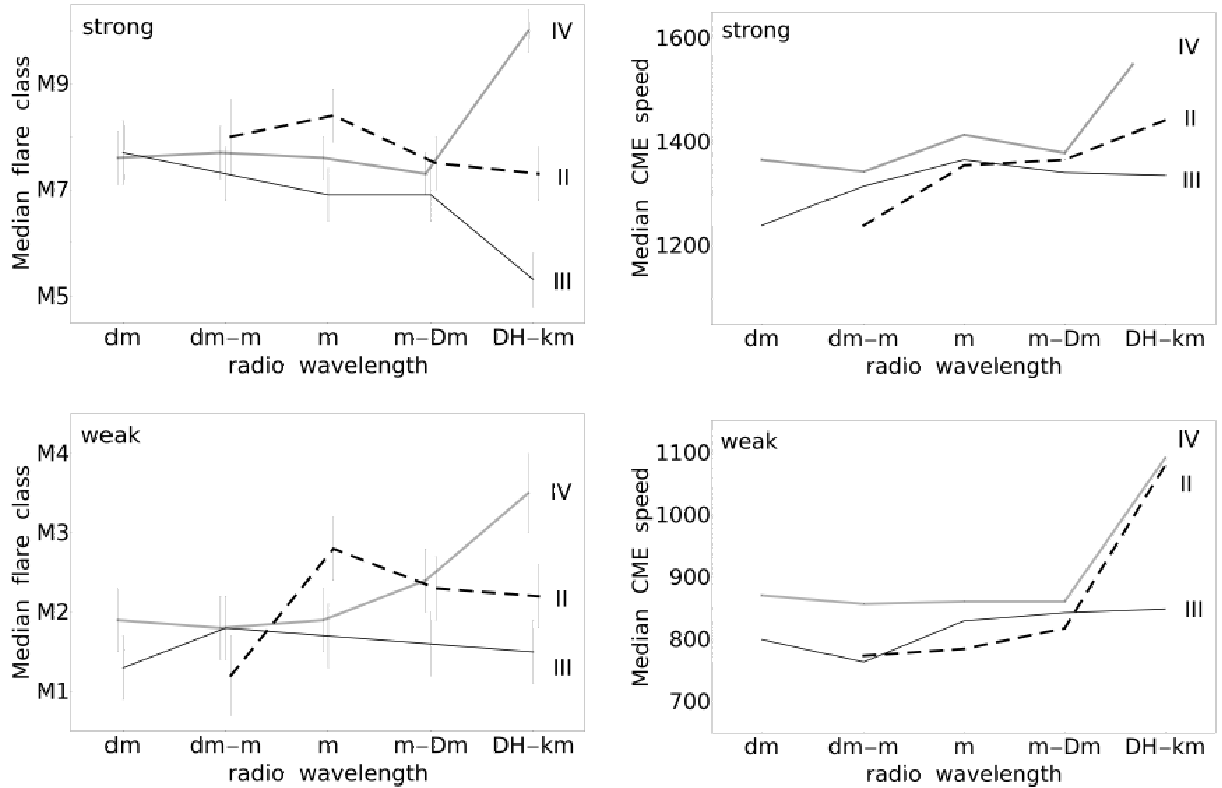 strong
IV
M9
II
M7
III
M5
Median flare class
dm dm−m m m−Dm DH−km
radio wavelength
strong
1600
IV
1400
II
III
1200
Median CME speed
dm dm−m m m−Dm DH−km
radio wavelength
weak
M4
IV
M3
M2
II
III
M1
Median flare class
dm dm−m m m−Dm DH−km
radio wavelength
weak
IV
1100
II
1000
900
III
800
700
Median CME speed
dm dm−m m m−Dm DH−km
radio wavelength